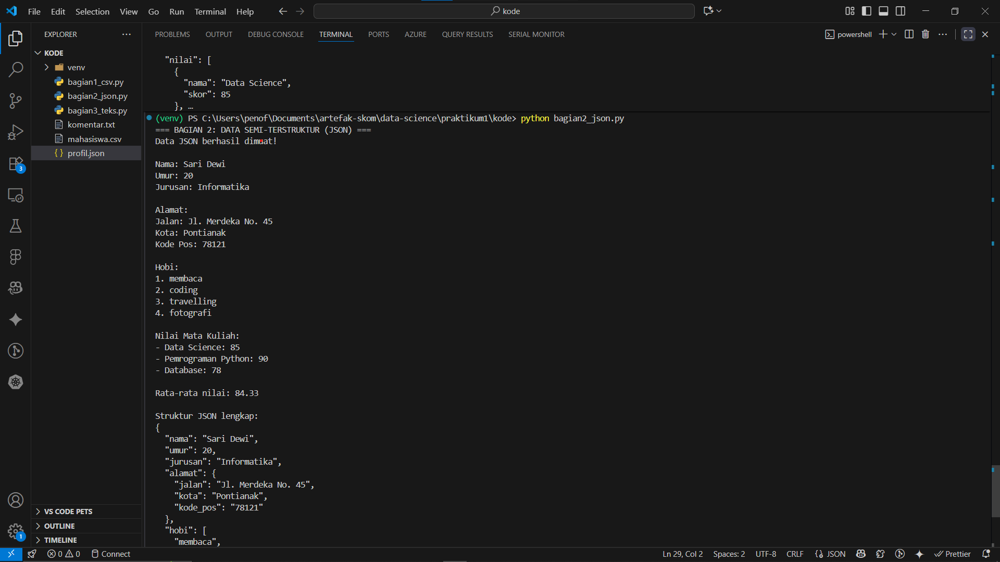 File Edit Selection View Go Run Terminal Help
kode
EXPLORER
KODE
venv
bagian1_csv.py
bagian2_json.py
bagian3_teks.py
komentar.txt
mahasiswa.csv
{} profil.json
VS CODE PETS
OUTLINE
TIMELINE
3
1
PROBLEMS OUTPUT DEBUG CONSOLE TERMINAL PORTS AZURE QUERY RESULTS SERIAL MONITOR
powershell
"nilai": [
{
"nama": "Data Science",
"skor": 85
}, …
(venv) PS C:\Users\penof\Documents\artefak-skom\data-science\praktikum1\kode> python bagian2_json.py
=== BAGIAN 2: DATA SEMI-TERSTRUKTUR (JSON) ===
Data JSON berhasil dimuat!
Nama: Sari Dewi
Umur: 20
Jurusan: Informatika
Alamat:
Jalan: Jl. Merdeka No. 45
Kota: Pontianak
Kode Pos: 78121
Hobi:
1. membaca
2. coding
3. travelling
4. fotografi
Nilai Mata Kuliah:
- Data Science: 85
- Pemrograman Python: 90
- Database: 78
Rata-rata nilai: 84.33
Struktur JSON lengkap:
{
"nama": "Sari Dewi",
"umur": 20,
"jurusan": "Informatika",
"alamat": {
"jalan": "Jl. Merdeka No. 45",
"kota": "Pontianak",
"kode_pos": "78121"
},
"hobi": [
"membaca",
0 0 Connect
Ln 29, Col 2 Spaces: 2 UTF-8 CRLF {} JSON Prettier